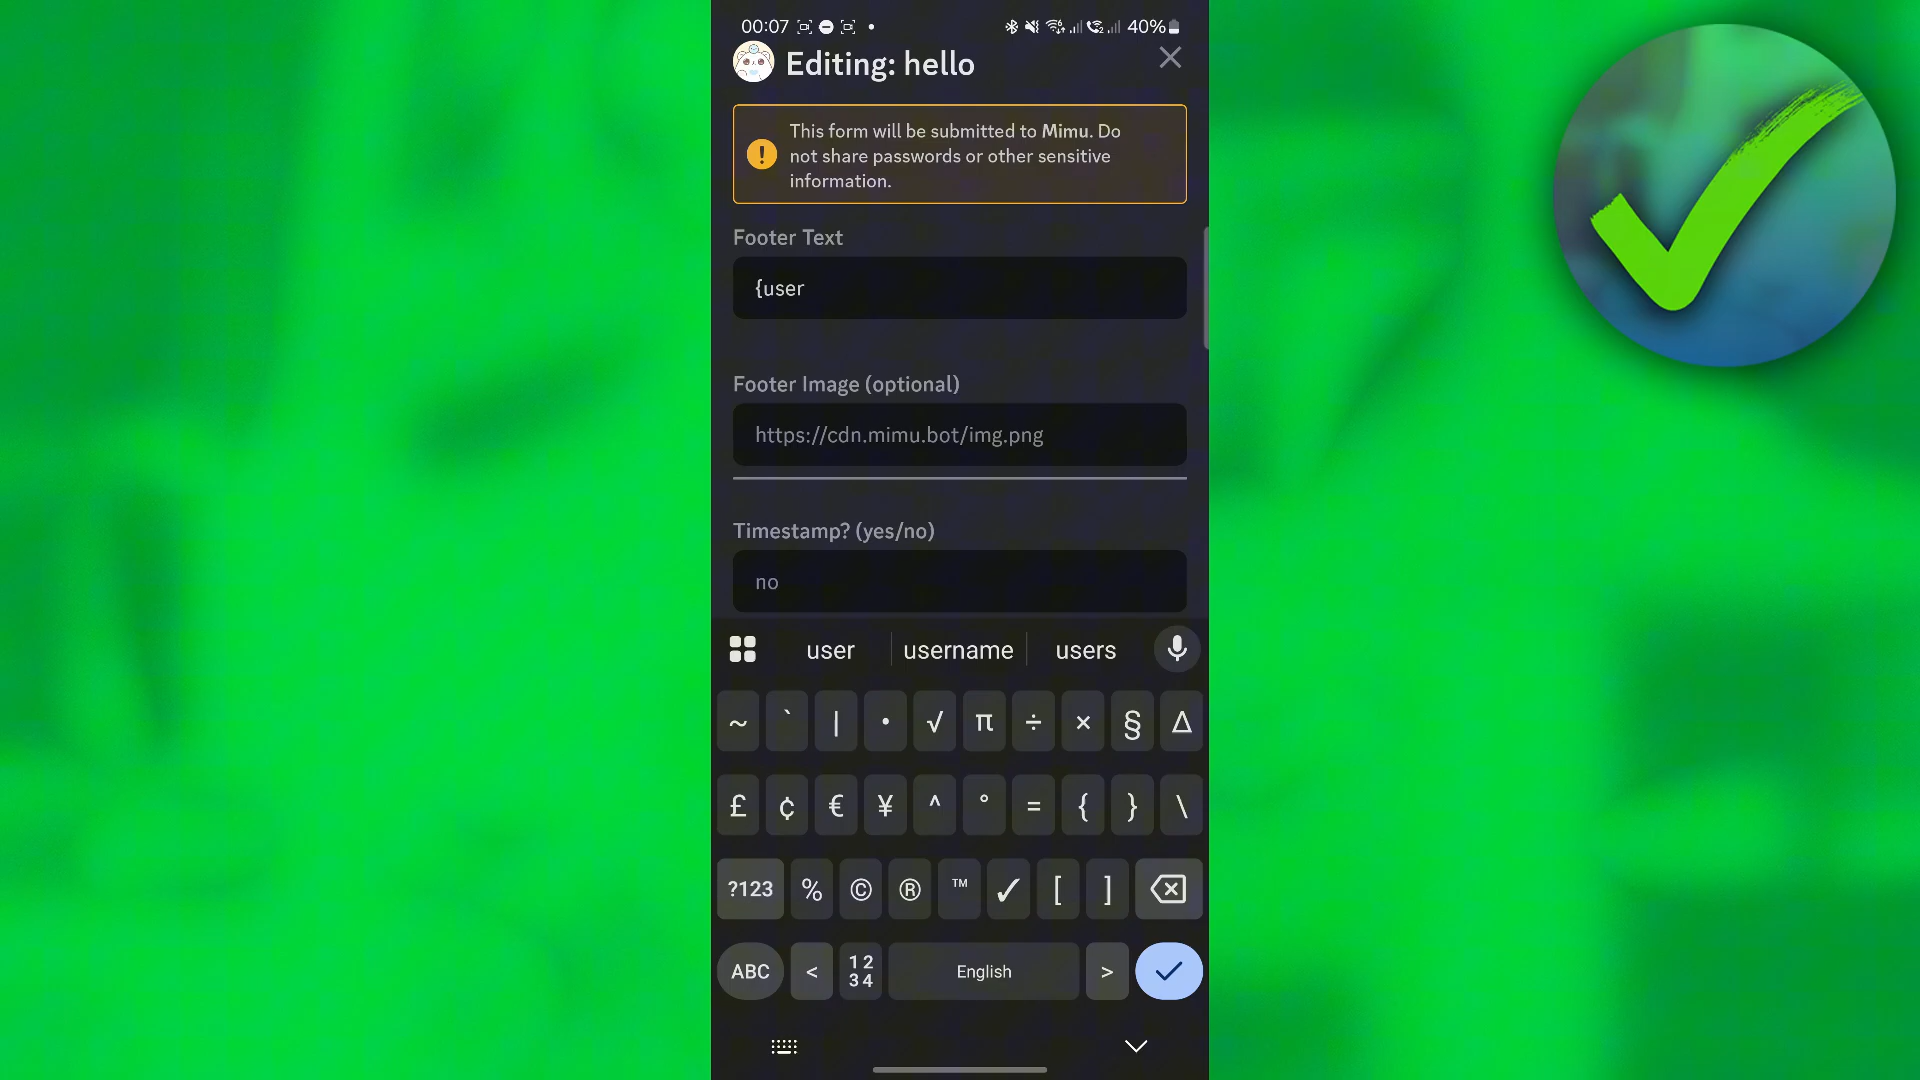 00:07 40%
Editing: hello
This form will be submitted to Mimu. Do
not share passwords or other sensitive
information.
Footer Text
{user
Footer Image (optional)
https://cdn.mimu.bot/img.png
Timestamp? (yes/no)
no
user username users
~ ` | • √ π ÷ × § Δ
£ ¢ € ¥ ^ ° = { } \
?123 % © ® ™ ✓ [ ]
ABC < 12 34 English >